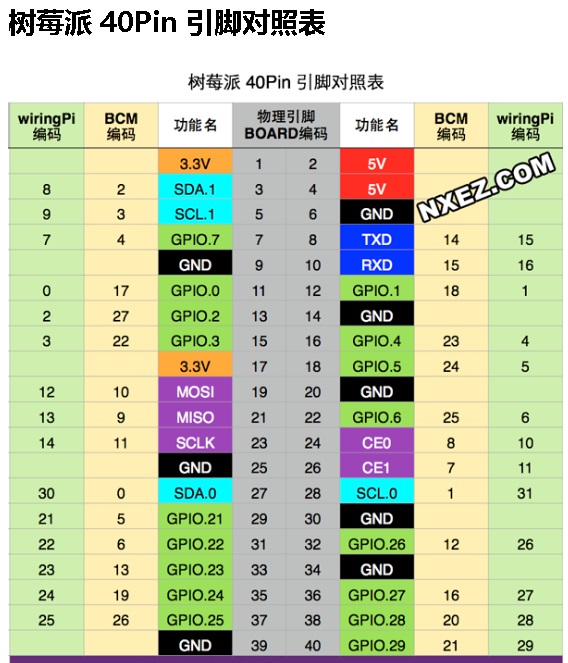 树莓派 40Pin 引脚对照表
树莓派 40Pin 引脚对照表
wiringPi 编码 BCM 编码 功能名 物理引脚 BOARD编码 功能名 BCM 编码 wiringPi 编码
3.3V 1 2 5V
8 2 SDA.1 3 4 5V
9 3 SCL.1 5 6 GND
NXEZ.COM
7 4 GPIO.7 7 8 TXD 14 15
GND 9 10 RXD 15 16
0 17 GPIO.0 11 12 GPIO.1 18 1
2 27 GPIO.2 13 14 GND
3 22 GPIO.3 15 16 GPIO.4 23 4
3.3V 17 18 GPIO.5 24 5
12 10 MOSI 19 20 GND
13 9 MISO 21 22 GPIO.6 25 6
14 11 SCLK 23 24 CE0 8 10
GND 25 26 CE1 7 11
30 0 SDA.0 27 28 SCL.0 1 31
21 5 GPIO.21 29 30 GND
22 6 GPIO.22 31 32 GPIO.26 12 26
23 13 GPIO.23 33 34 GND
24 19 GPIO.24 35 36 GPIO.27 16 27
25 26 GPIO.25 37 38 GPIO.28 20 28
GND 39 40 GPIO.29 21 29